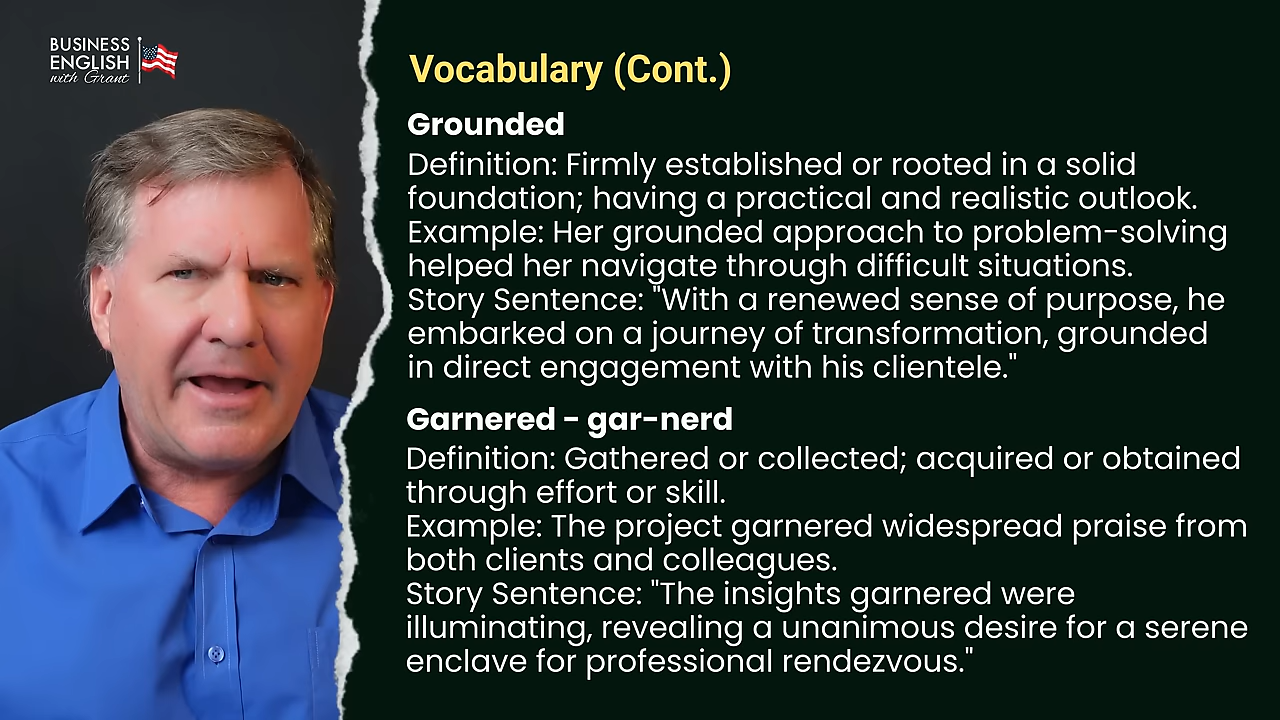 BUSINESS
ENGLISH
with Grant
Vocabulary (Cont.)
Grounded
Definition: Firmly established or rooted in a solid
foundation; having a practical and realistic outlook.
Example: Her grounded approach to problem-solving
helped her navigate through difficult situations.
Story Sentence: "With a renewed sense of purpose, he
embarked on a journey of transformation, grounded
in direct engagement with his clientele."
Garnered - gar-nerd
Definition: Gathered or collected; acquired or obtained
through effort or skill.
Example: The project garnered widespread praise from
both clients and colleagues.
Story Sentence: "The insights garnered were
illuminating, revealing a unanimous desire for a serene
enclave for professional rendezvous."